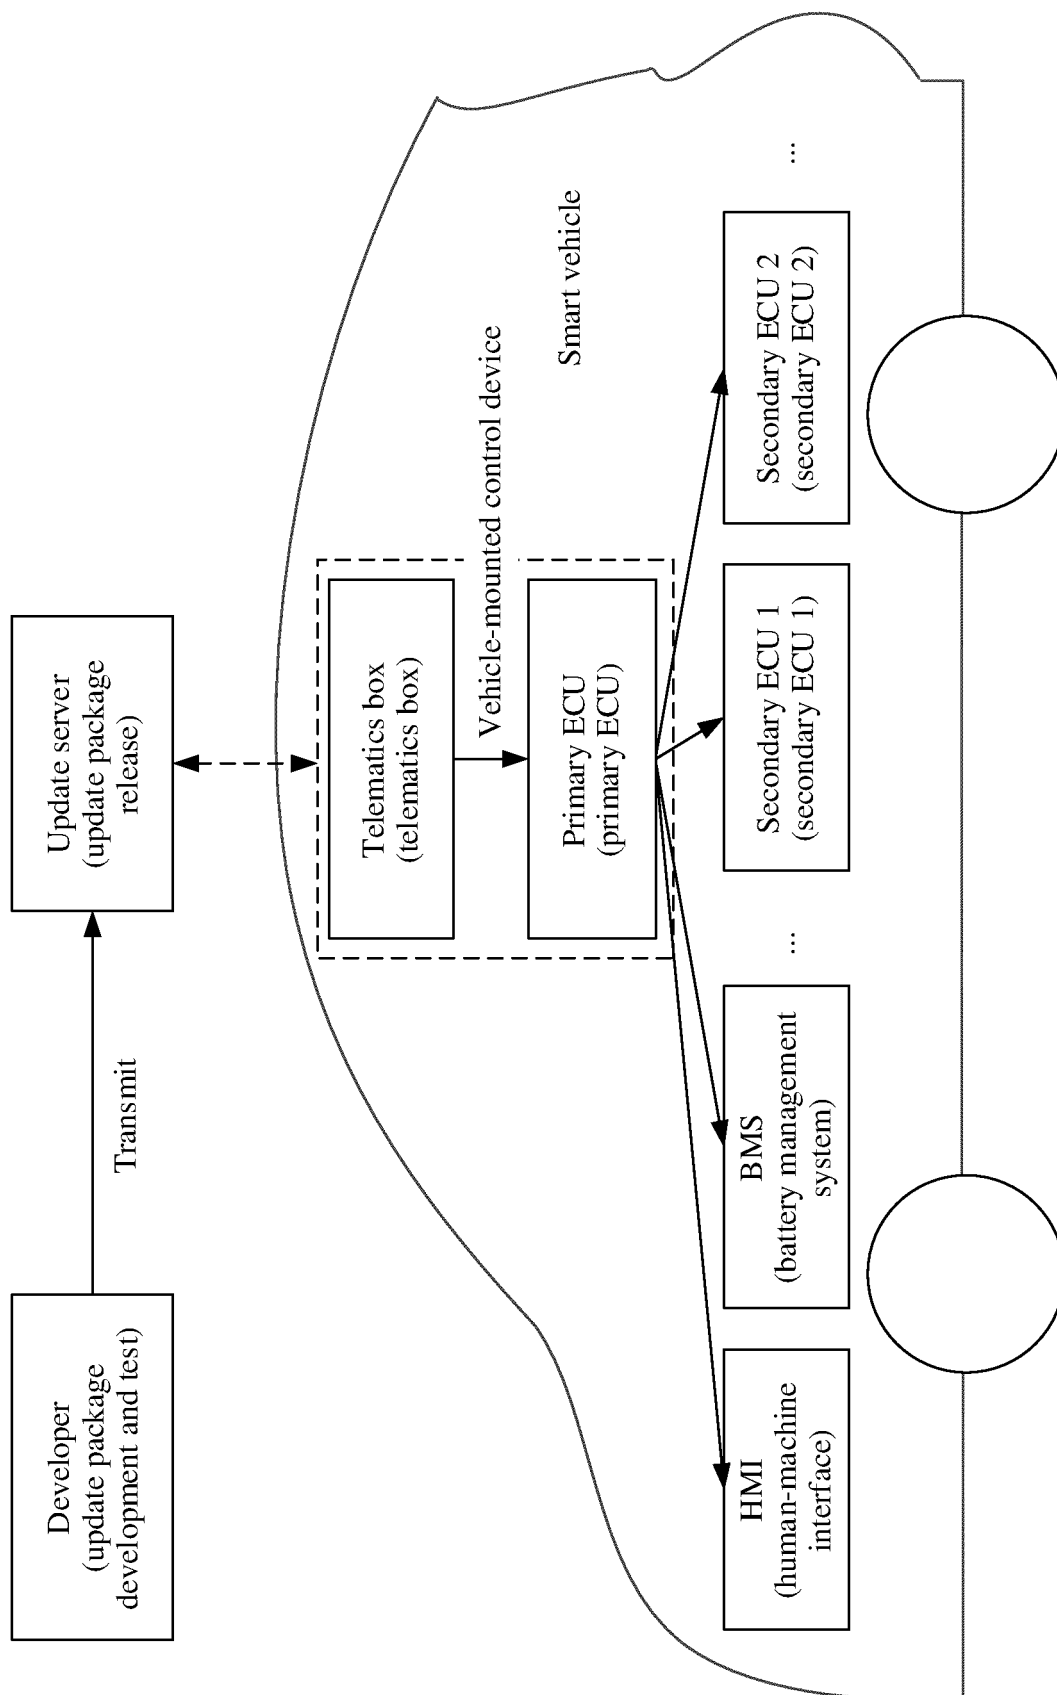 Developer
(update package
development and test)
Transmit
Update server
(update package
release)
Telematics box
(telematics box)
Vehicle-mounted control device
Primary ECU
(primary ECU)
Smart vehicle
HMI
(human-machine
interface)
BMS
(battery management
system)
...
Secondary ECU 1
(secondary ECU 1)
Secondary ECU 2
(secondary ECU 2)
...